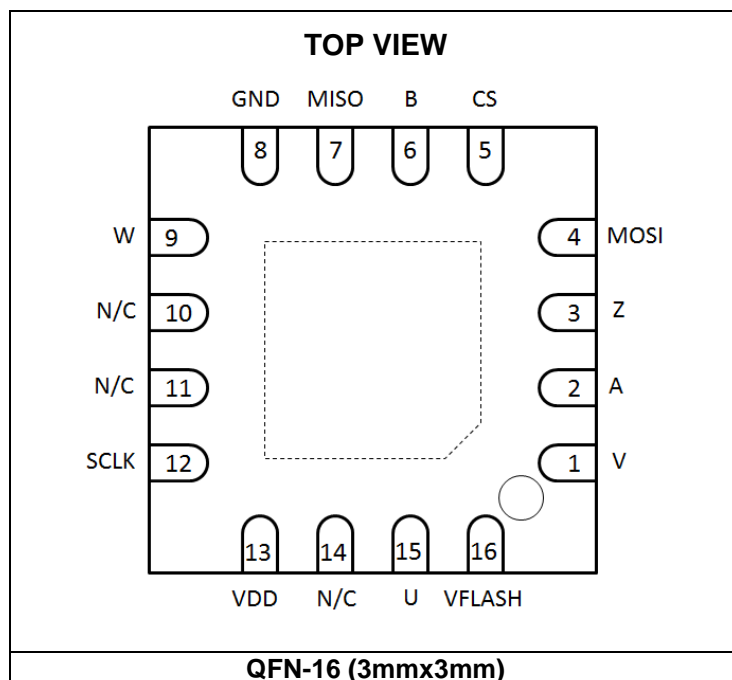 TOP VIEW
GND MISO B CS
8 7 6 5
W 9 4 MOSI
N/C 10 3 Z
N/C 11 2 A
SCLK 12 1 V
13 14 15 16
VDD N/C U VFLASH
QFN-16 (3mmx3mm)